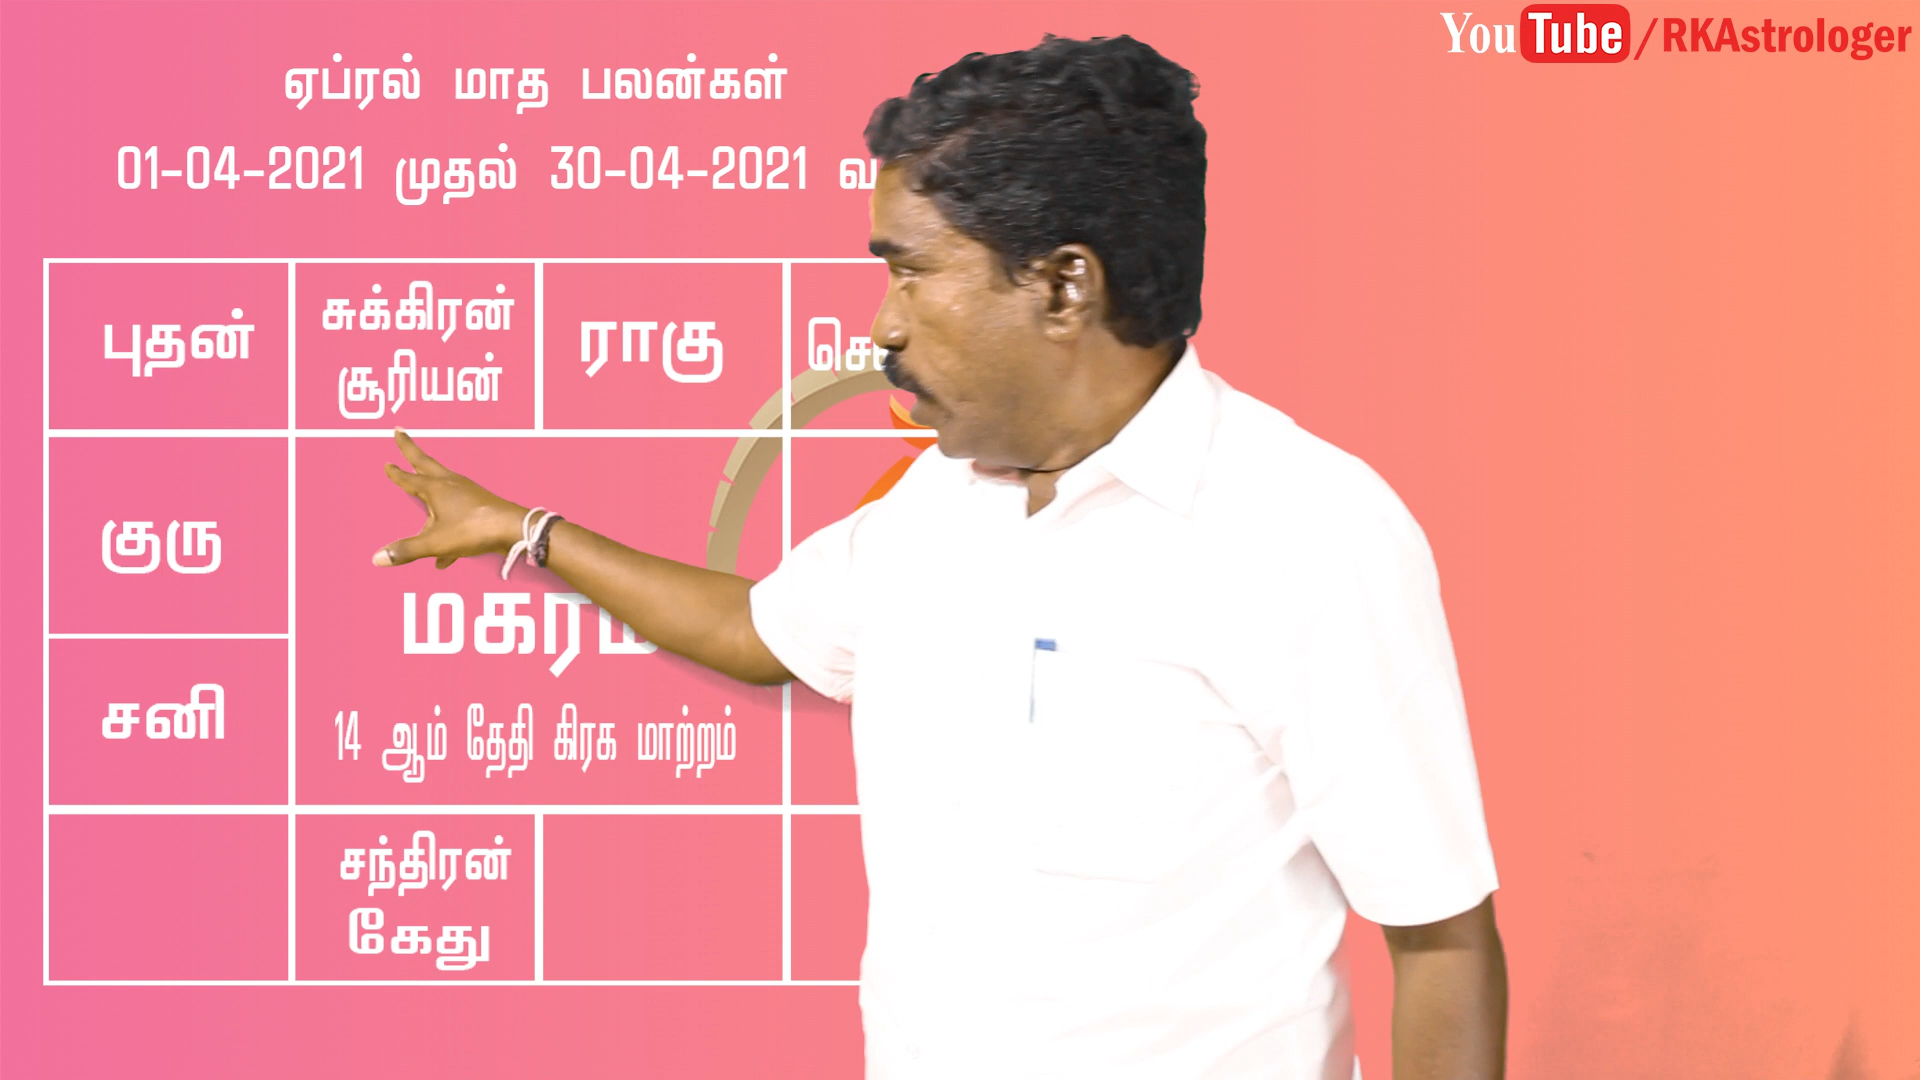 YouTube/RKAstrologer
ஏப்ரல் மாத பலன்கள்
01-04-2021 முதல் 30-04-2021
புதன்
சுக்கிரன்
சூரியன்
ராகு
குரு
சனி
14 ஆம் தேதி கிரக மாற்றம்
சந்திரன்
கேது